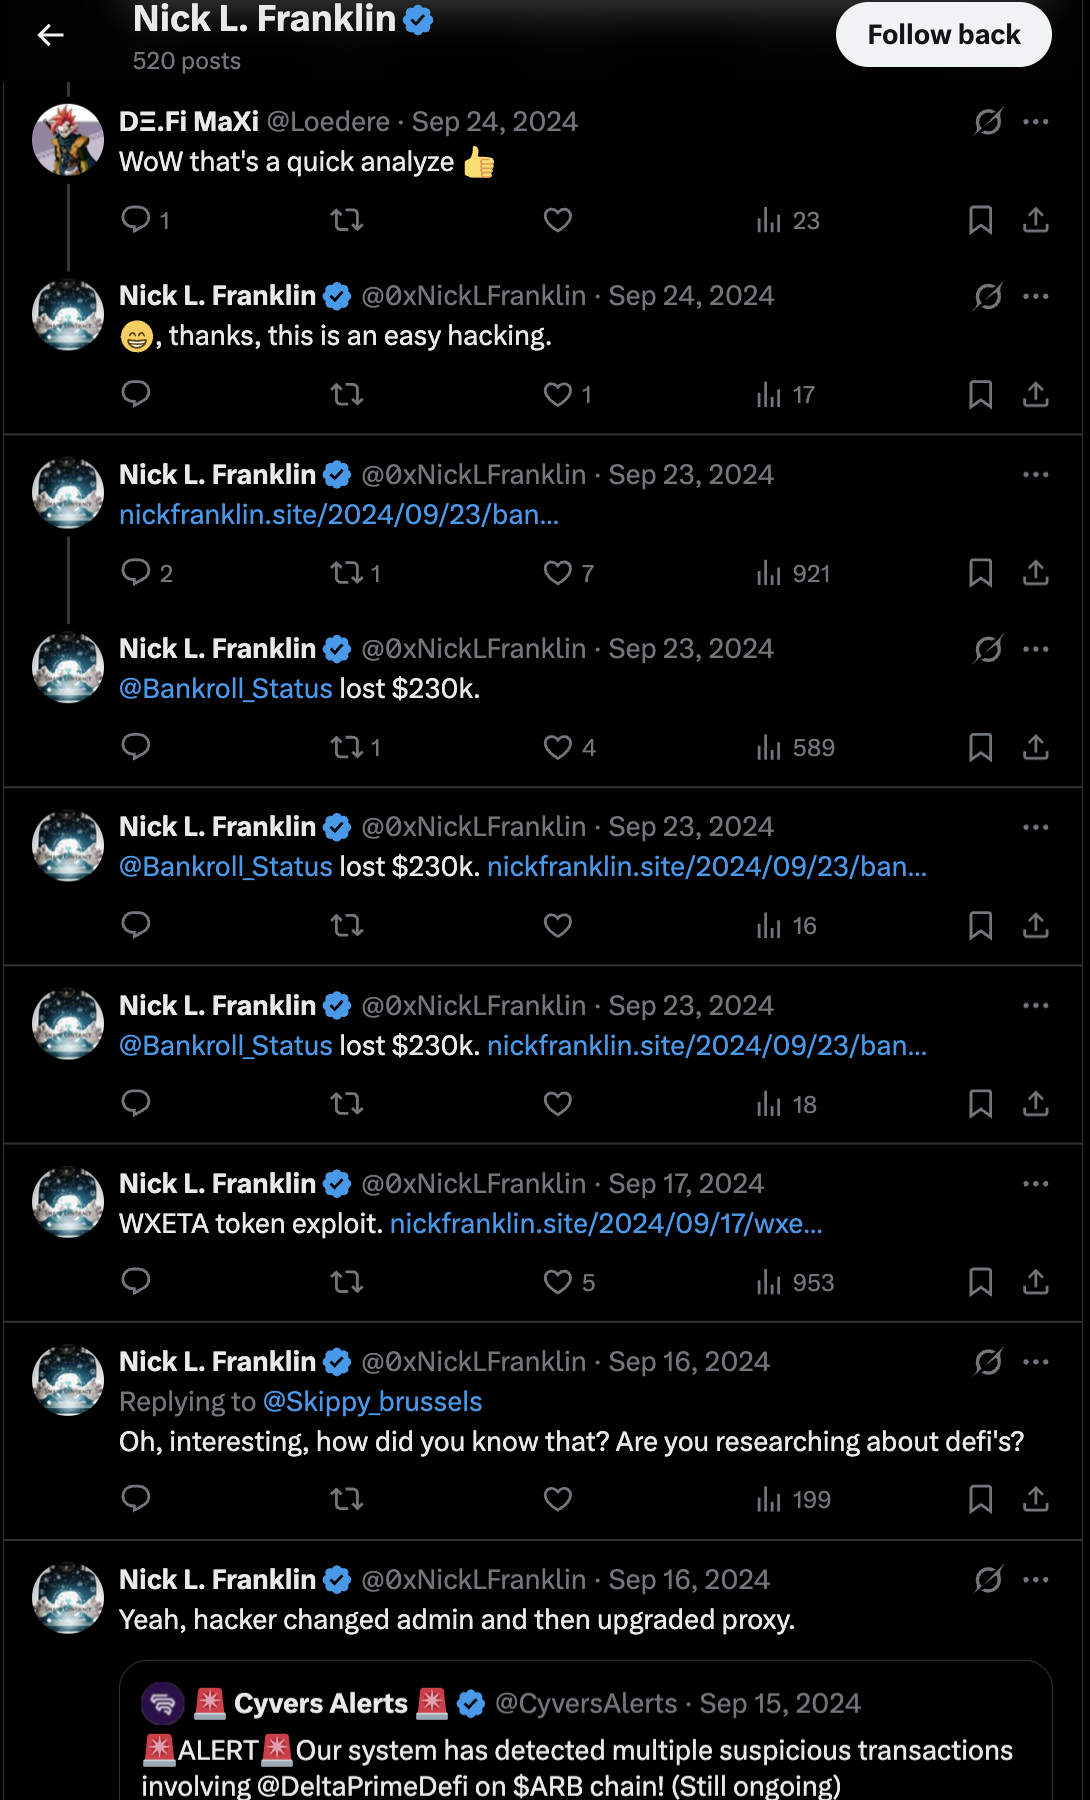 Nick L. Franklin
520 posts
Follow back
DΞ.Fi MaXi @Loedere · Sep 24, 2024
WoW that's a quick analyze 👍
1
23
Nick L. Franklin @0xNickLFranklin · Sep 24, 2024
😁, thanks, this is an easy hacking.
1
17
Nick L. Franklin @0xNickLFranklin · Sep 23, 2024
nickfranklin.site/2024/09/23/ban...
2
1
7
921
Nick L. Franklin @0xNickLFranklin · Sep 23, 2024
@Bankroll_Status lost $230k.
1
4
589
Nick L. Franklin @0xNickLFranklin · Sep 23, 2024
@Bankroll_Status lost $230k. nickfranklin.site/2024/09/23/ban...
16
Nick L. Franklin @0xNickLFranklin · Sep 23, 2024
@Bankroll_Status lost $230k. nickfranklin.site/2024/09/23/ban...
18
Nick L. Franklin @0xNickLFranklin · Sep 17, 2024
WXETA token exploit. nickfranklin.site/2024/09/17/wxe...
5
953
Nick L. Franklin @0xNickLFranklin · Sep 16, 2024
Replying to @Skippy_brussels
Oh, interesting, how did you know that? Are you researching about defi's?
199
Nick L. Franklin @0xNickLFranklin · Sep 16, 2024
Yeah, hacker changed admin and then upgraded proxy.
🚨 Cyvers Alerts 🚨 @CyversAlerts · Sep 15, 2024
🚨ALERT🚨Our system has detected multiple suspicious transactions
involving @DeltaPrimeDefi on $ARB chain! (Still ongoing)